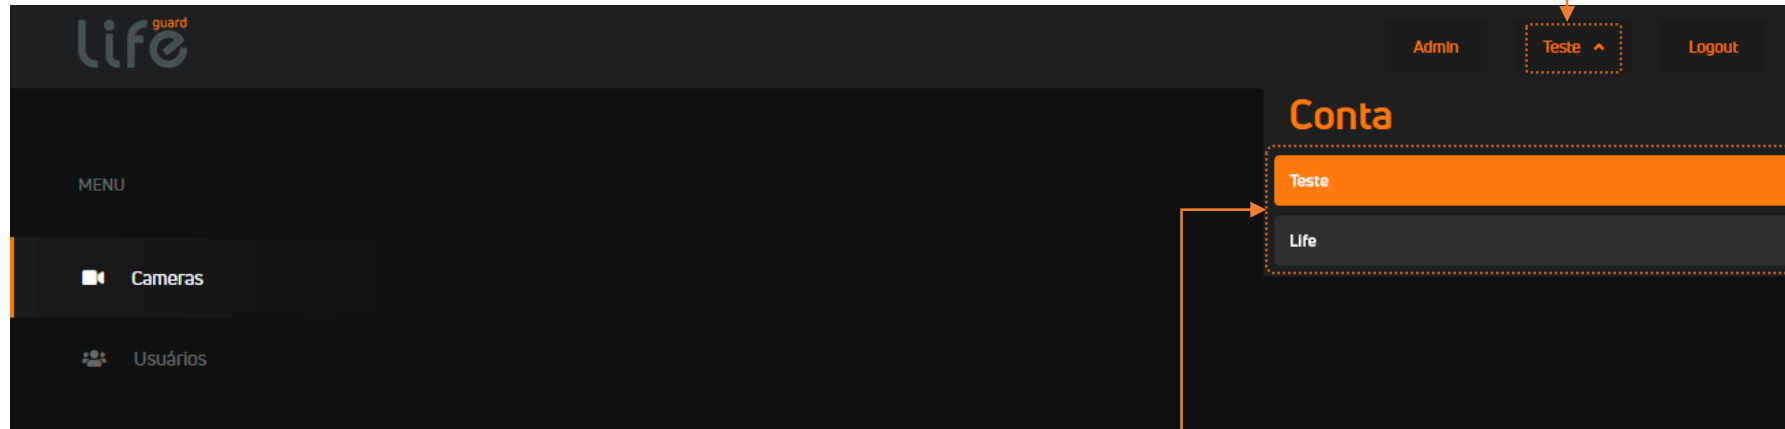 Life guard
Admin
Teste
Logout
Conta
MENU
Teste
Life
Cameras
Usuários